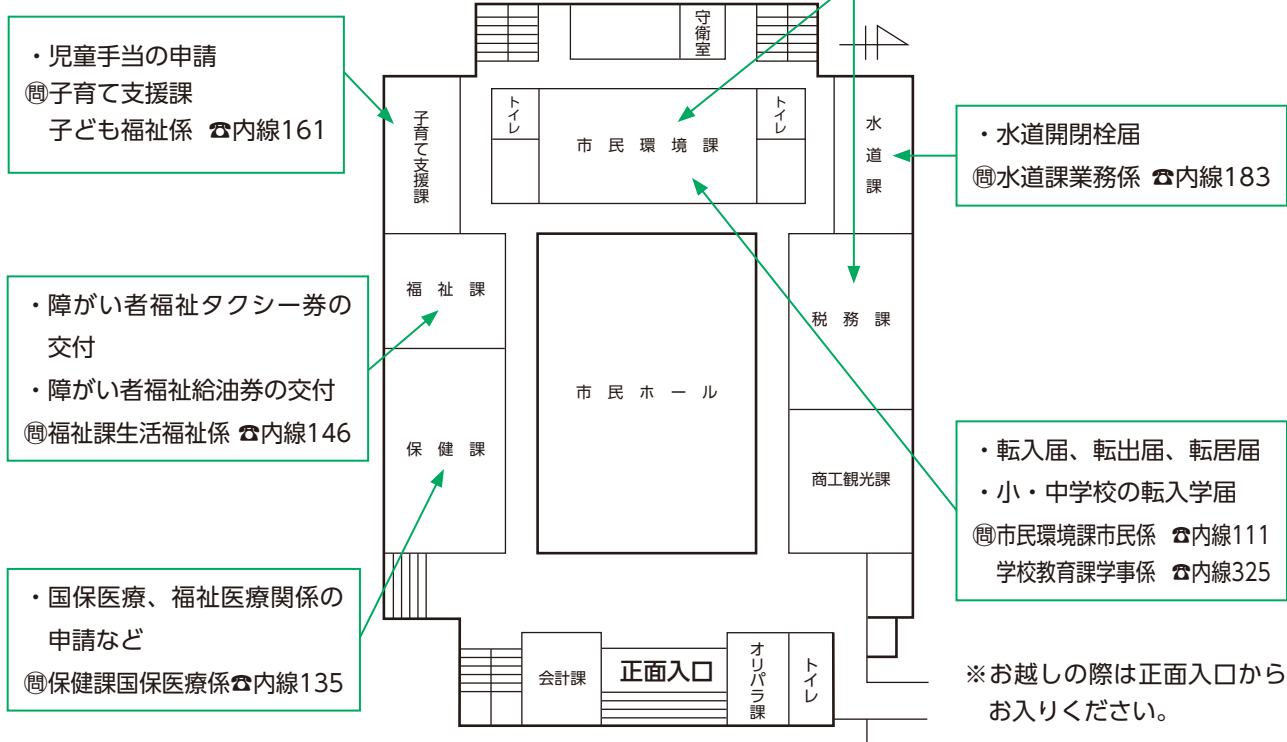 ・児童手当の申請
㉄子育て支援課
子ども福祉係 ☎内線161
・障がい者福祉タクシー券の
交付
・障がい者福祉給油券の交付
㉄福祉課生活福祉係 ☎内線146
・国保医療、福祉医療関係の
申請など
㉄保健課国保医療係☎内線135
守衛室
トイレ
市民環境課
トイレ
子育て支援課
水道課
福祉課
税務課
市民ホール
保健課
商工観光課
会計課
正面入口
オリパラ課
トイレ
・水道開閉栓届
㉄水道課業務係 ☎内線183
・転入届、転出届、転居届
・小・中学校の転入学届
㉄市民環境課市民係 ☎内線111
学校教育課学事係 ☎内線325
※お越しの際は正面入口から
お入りください。